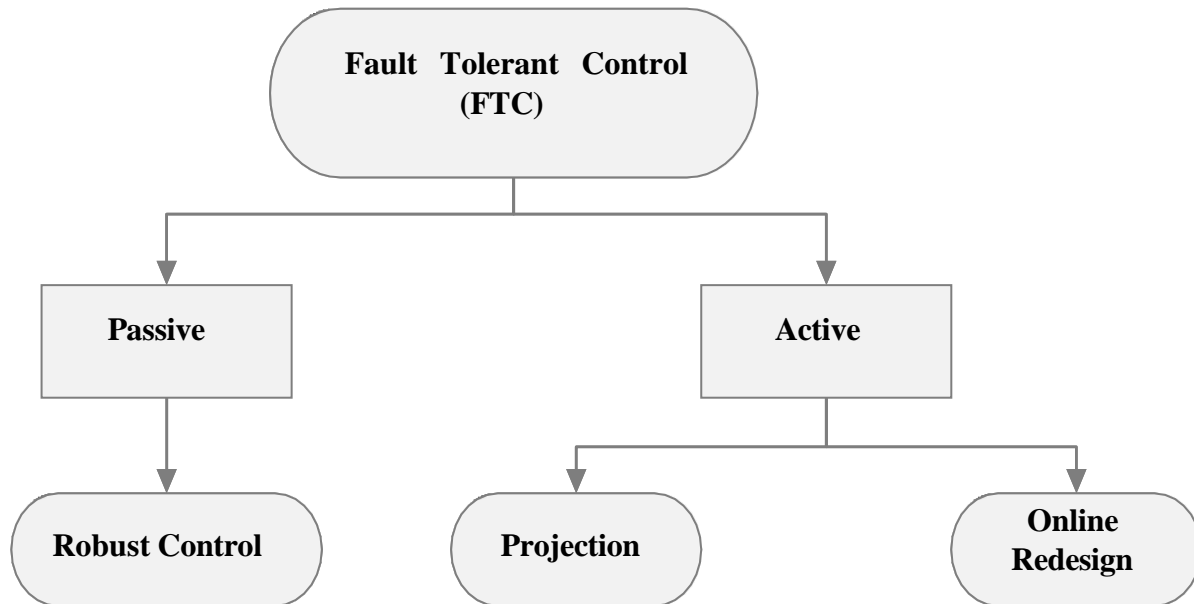 Fault Tolerant Control
(FTC)
Passive
Active
Robust Control
Projection
Online
Redesign